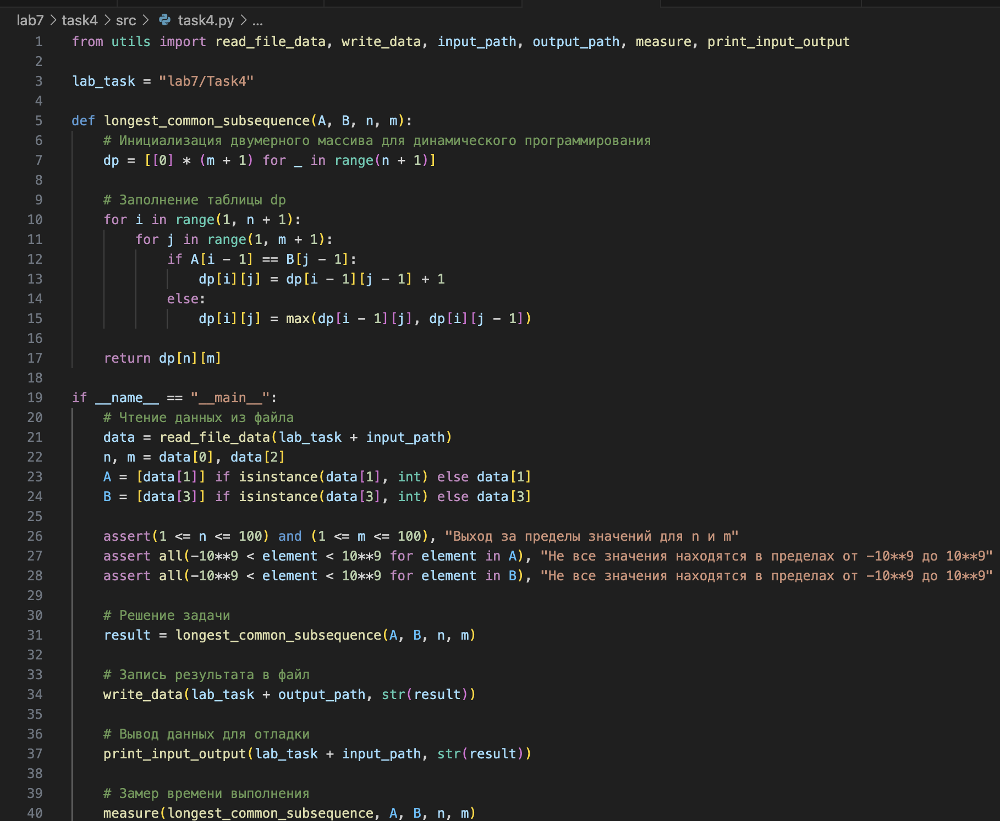 lab7 > task4 > src > task4.py > ...
1 from utils import read_file_data, write_data, input_path, output_path, measure, print_input_output
2
3 lab_task = "lab7/Task4"
4
5 def longest_common_subsequence(A, B, n, m):
6     # Инициализация двумерного массива для динамического программирования
7     dp = [[0] * (m + 1) for _ in range(n + 1)]
8
9     # Заполнение таблицы dp
10     for i in range(1, n + 1):
11         for j in range(1, m + 1):
12             if A[i - 1] == B[j - 1]:
13                 dp[i][j] = dp[i - 1][j - 1] + 1
14             else:
15                 dp[i][j] = max(dp[i - 1][j], dp[i][j - 1])
16
17     return dp[n][m]
18
19 if __name__ == "__main__":
20     # Чтение данных из файла
21     data = read_file_data(lab_task + input_path)
22     n, m = data[0], data[2]
23     A = [data[1]] if isinstance(data[1], int) else data[1]
24     B = [data[3]] if isinstance(data[3], int) else data[3]
25
26     assert(1 <= n <= 100) and (1 <= m <= 100), "Выход за пределы значений для n и m"
27     assert all(-10**9 < element < 10**9 for element in A), "Не все значения находятся в пределах от -10**9 до 10**9"
28     assert all(-10**9 < element < 10**9 for element in B), "Не все значения находятся в пределах от -10**9 до 10**9"
29
30     # Решение задачи
31     result = longest_common_subsequence(A, B, n, m)
32
33     # Запись результата в файл
34     write_data(lab_task + output_path, str(result))
35
36     # Вывод данных для отладки
37     print_input_output(lab_task + input_path, str(result))
38
39     # Замер времени выполнения
40     measure(longest_common_subsequence, A, B, n, m)